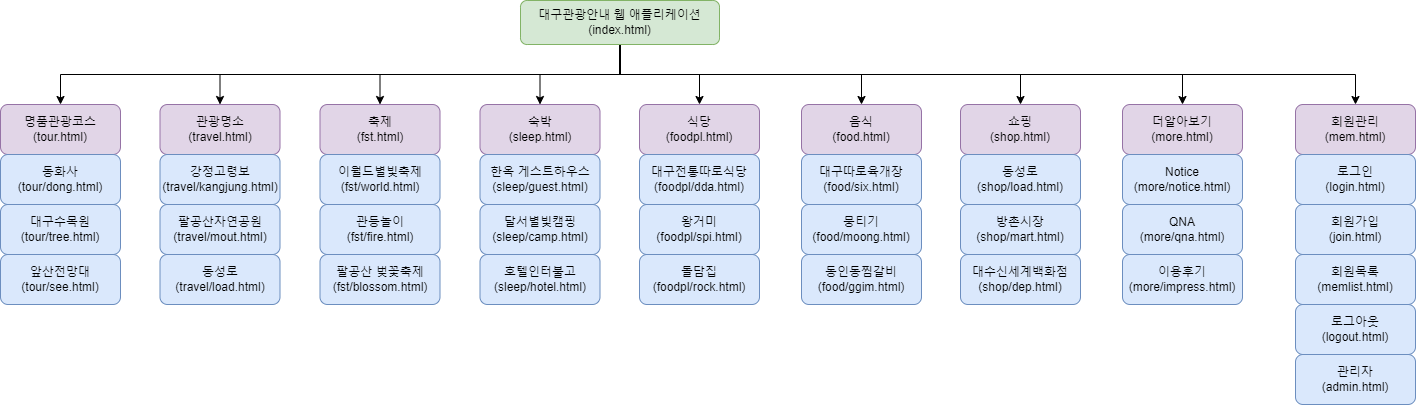 대구관광안내 웹 애플리케이션
(index.html)
명품관광코스
(tour.html)
동화사
(tour/dong.html)
대구수목원
(tour/tree.html)
앞산전망대
(tour/see.html)
관광명소
(travel.html)
강정고령보
(travel/kangjung.html)
팔공산자연공원
(travel/mout.html)
동성로
(travel/load.html)
축제
(fst.html)
이월드별빛축제
(fst/world.html)
관등놀이
(fst/fire.html)
팔공산 벚꽃축제
(fst/blossom.html)
숙박
(sleep.html)
한옥 게스트하우스
(sleep/guest.html)
달서별빛캠핑
(sleep/camp.html)
호텔인터불고
(sleep/hotel.html)
식당
(foodpl.html)
대구전통따로식당
(foodpl/dda.html)
왕거미
(foodpl/spi.html)
돌담집
(foodpl/rock.html)
음식
(food.html)
대구따로육개장
(food/six.html)
뭉티기
(food/moong.html)
동인동찜갈비
(food/ggim.html)
쇼핑
(shop.html)
동성로
(shop/load.html)
방촌시장
(shop/mart.html)
대수신세계백화점
(shop/dep.html)
더알아보기
(more.html)
Notice
(more/notice.html)
QNA
(more/qna.html)
이용후기
(more/impress.html)
회원관리
(mem.html)
로그인
(login.html)
회원가입
(join.html)
회원목록
(memlist.html)
로그아웃
(logout.html)
관리자
(admin.html)